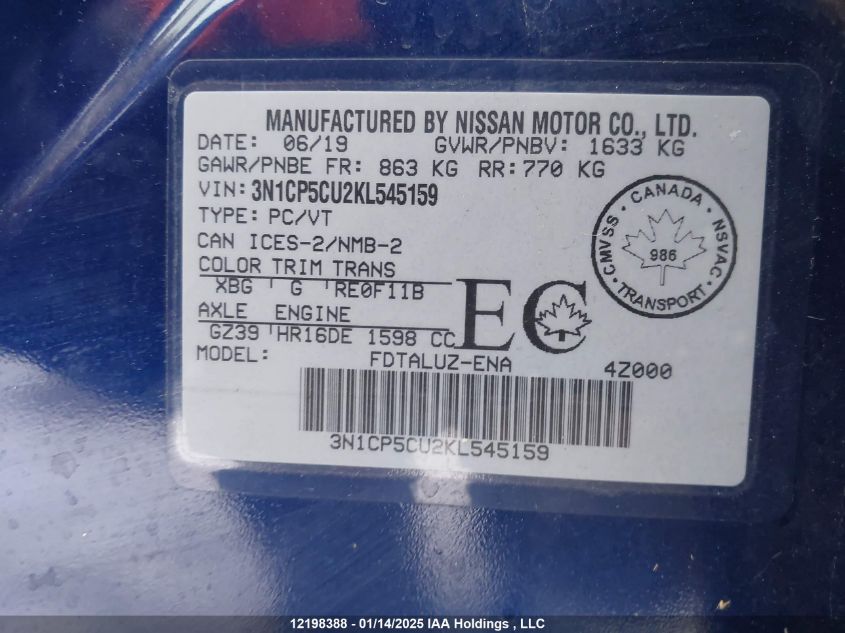 MANUFACTURED BY NISSAN MOTOR CO., LTD.
DATE: 06/19 GVWR/PNBV: 1633 KG
GAWR/PNBE FR: 863 KG RR: 770 KG
VIN: 3N1CP5CU2KL545159
TYPE: PC/VT
CAN ICES-2/NMB-2
COLOR TRIM TRANS
XBG G RE0F11B
AXLE ENGINE
GZ39 HR16DE 1598 CC
EC
CANADA
CMVSS NSVAC
986
TRANSPORT
MODEL: FDTALUZ-ENA 4Z000
3N1CP5CU2KL545159
12198388 - 01/14/2025 IAA Holdings , LLC